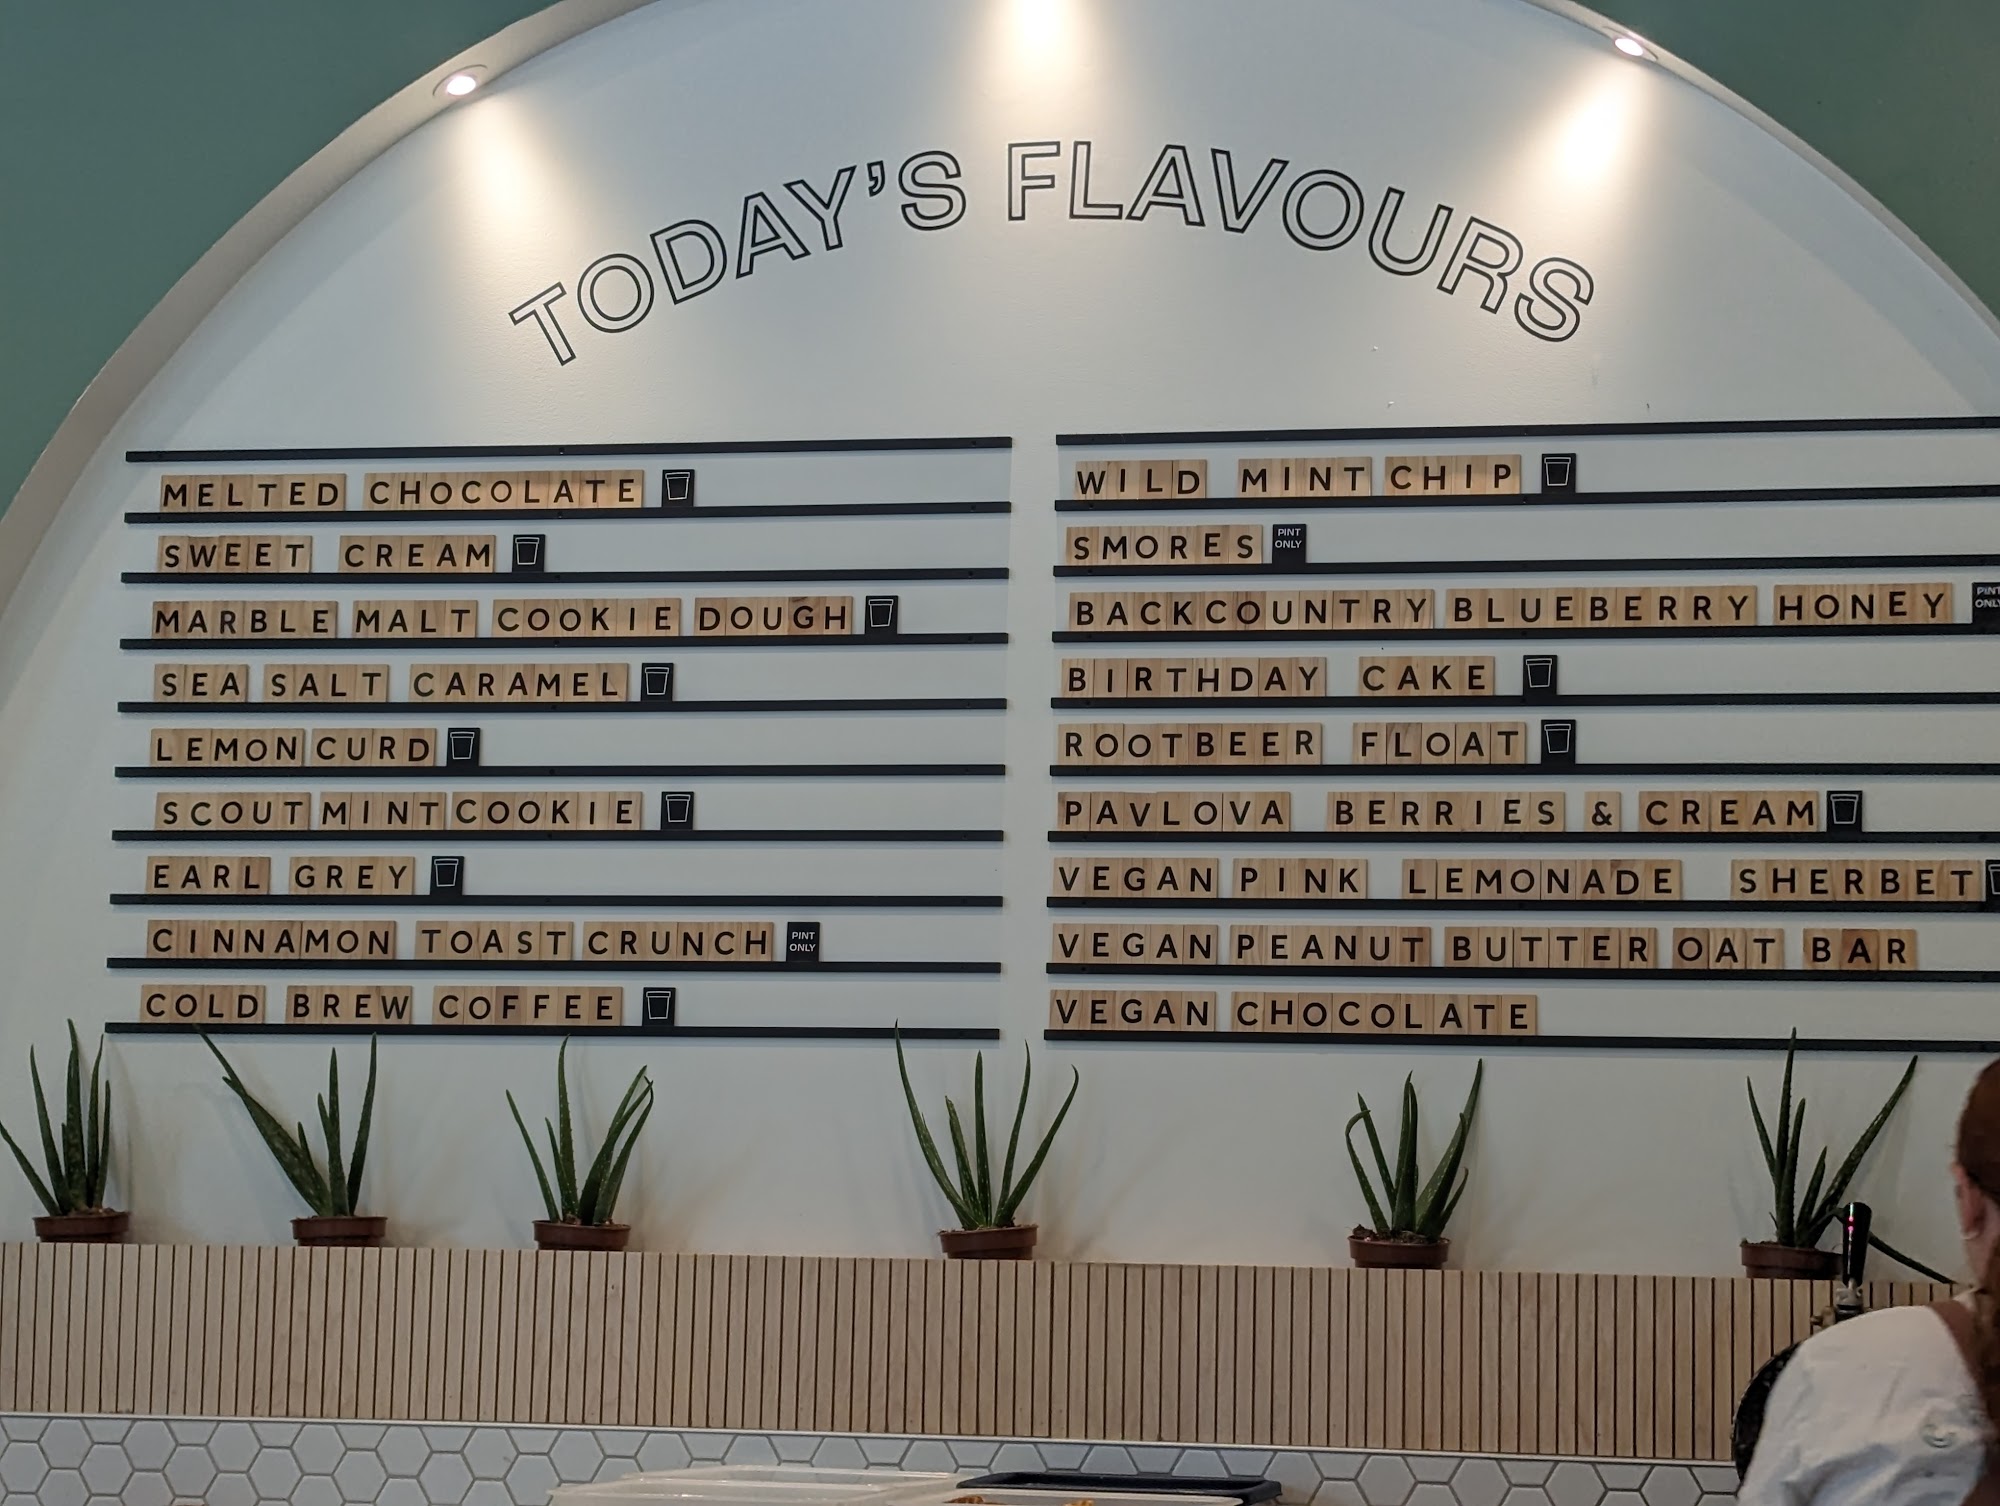 TODAY'S FLAVOURS
MELTED CHOCOLATE
SWEET CREAM
MARBLE MALT COOKIE DOUGH
SEA SALT CARAMEL
LEMON CURD
SCOUT MINT COOKIE
EARL GREY
CINNAMON TOAST CRUNCH PINT ONLY
COLD BREW COFFEE
WILD MINT CHIP
SMORES PINT ONLY
BACKCOUNTRY BLUEBERRY HONEY PINT ONLY
BIRTHDAY CAKE
ROOTBEER FLOAT
PAVLOVA BERRIES & CREAM
VEGAN PINK LEMONADE SHERBET
VEGAN PEANUT BUTTER OAT BAR
VEGAN CHOCOLATE